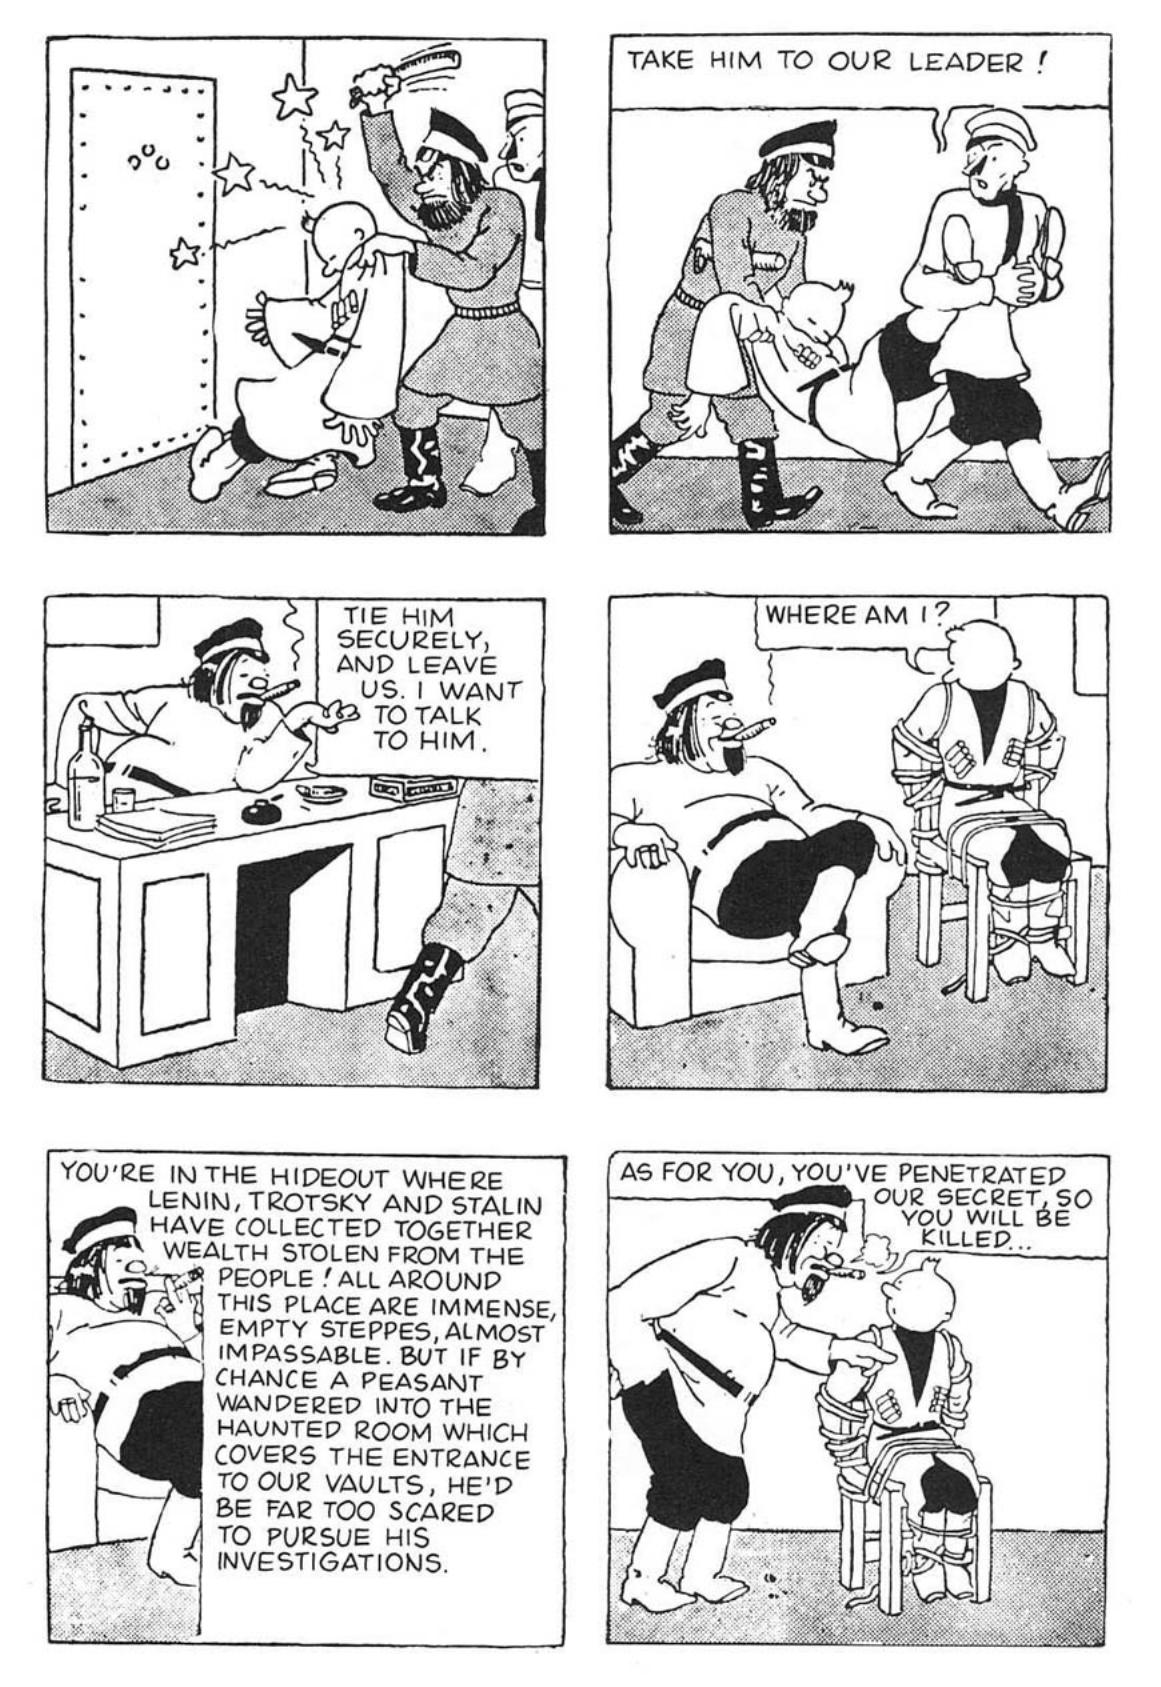 TAKE HIM TO OUR LEADER!
TIE HIM
SECURELY,
AND LEAVE
US. I WANT
TO TALK
TO HIM.
WHERE AM I?
YOU'RE IN THE HIDEOUT WHERE
LENIN, TROTSKY AND STALIN
HAVE COLLECTED TOGETHER
WEALTH STOLEN FROM THE
PEOPLE! ALL AROUND
THIS PLACE ARE IMMENSE,
EMPTY STEPPES, ALMOST
IMPASSABLE. BUT IF BY
CHANCE A PEASANT
WANDERED INTO THE
HAUNTED ROOM WHICH
COVERS THE ENTRANCE
TO OUR VAULTS, HE'D
BE FAR TOO SCARED
TO PURSUE HIS
INVESTIGATIONS.
AS FOR YOU, YOU'VE PENETRATED
OUR SECRET, SO
YOU WILL BE
KILLED...